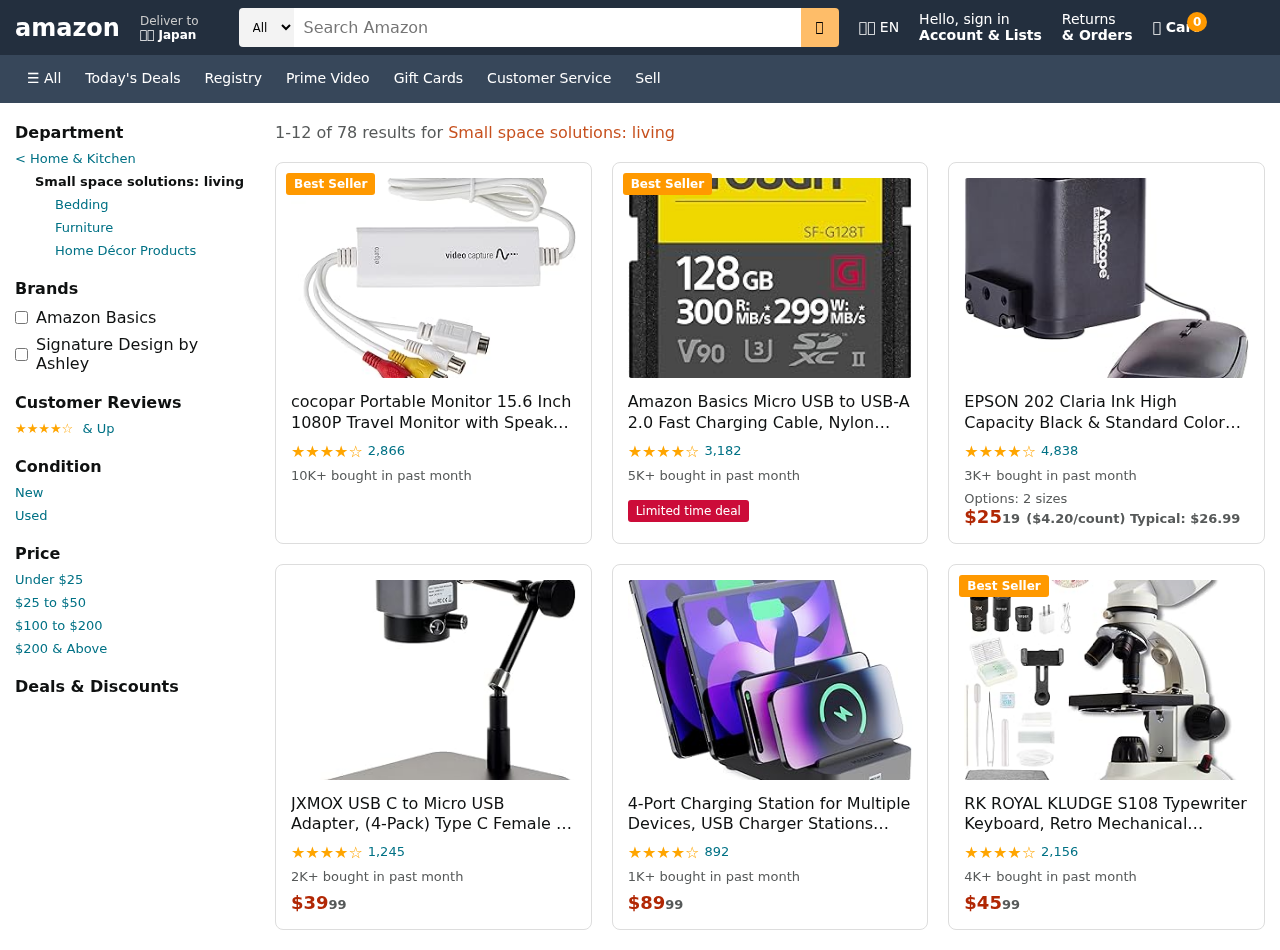 amazon
Deliver to
Japan
All
Search Amazon
EN
Hello, sign in
Account & Lists
Returns
& Orders
0
☰ All
Today's Deals
Registry
Prime Video
Gift Cards
Customer Service
Sell
Department
< Home & Kitchen
Small space solutions: living
Bedding
Furniture
Home Décor Products
Brands
Amazon Basics
Signature Design by
Ashley
Customer Reviews
★★★★☆ & Up
Condition
New
Used
Price
Under $25
$25 to $50
$100 to $200
$200 & Above
Deals & Discounts
1-12 of 78 results for Small space solutions: living
Best Seller
elgato
video capture
cocopar Portable Monitor 15.6 Inch
1080P Travel Monitor with Speak…
★★★★☆ 2,866
10K+ bought in past month
Best Seller
TOUGH
SF-G128T
128GB
300 R: MB/s 299 W: MB/s
V90 3 SD XC II
G
Amazon Basics Micro USB to USB-A
2.0 Fast Charging Cable, Nylon…
★★★★☆ 3,182
5K+ bought in past month
Limited time deal
AmScope
EPSON 202 Claria Ink High
Capacity Black & Standard Color…
★★★★☆ 4,838
3K+ bought in past month
Options: 2 sizes
$25 19 ($4.20/count) Typical: $26.99
JXMOX USB C to Micro USB
Adapter, (4-Pack) Type C Female …
★★★★☆ 1,245
2K+ bought in past month
$39 99
4-Port Charging Station for Multiple
Devices, USB Charger Stations…
★★★★☆ 892
1K+ bought in past month
$89 99
Best Seller
RK ROYAL KLUDGE S108 Typewriter
Keyboard, Retro Mechanical…
★★★★☆ 2,156
4K+ bought in past month
$45 99